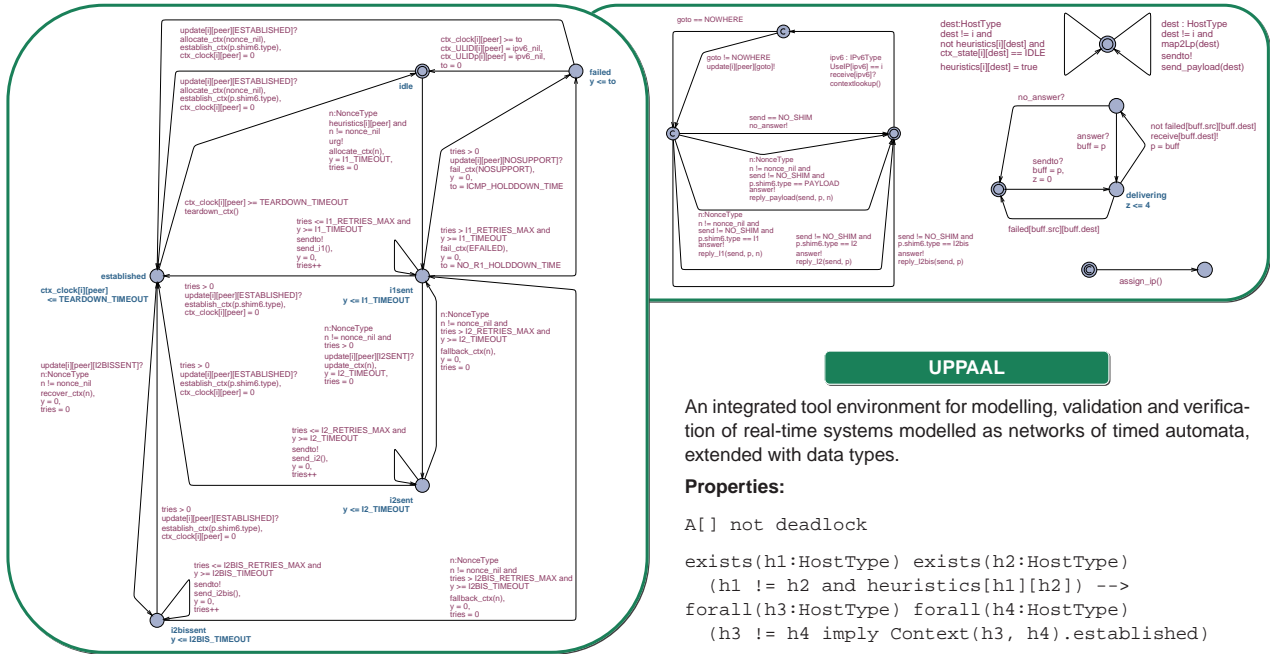 update[i][peer][ESTABLISHED]?
allocate_ctx(nonce_nil),
establish_ctx(p.shim6.type),
ctx_clock[i][peer] = 0
ctx_clock[i][peer] >= to
ctx_ULID[i][peer] = ipv6_nil,
ctx_ULID[i][peer] = ipv6_nil,
to = 0
failed
y <= to
update[i][peer][ESTABLISHED]?
allocate_ctx(nonce_nil),
establish_ctx(p.shim6.type),
ctx_clock[i][peer] = 0
idle
n:NonceType
heuristics[i][peer] and
n != nonce_nil
urg!
allocate_ctx(n),
y = I1_TIMEOUT,
tries = 0
tries > 0
update[i][peer][NOSUPPORT]?
fail_ctx(NOSUPPORT),
y = 0,
to = ICMP_HOLDDOWN_TIME
ctx_clock[i][peer] >= TEARDOWN_TIMEOUT
teardown_ctx()
tries <= I1_RETRIES_MAX and
y >= I1_TIMEOUT
sendto!
send_i1(),
y = 0,
tries++
tries > I1_RETRIES_MAX and
y >= I1_TIMEOUT
fail_ctx(EFAILED),
y = 0,
to = NO_R1_HOLDDOWN_TIME
established
ctx_clock[i][peer]
<= TEARDOWN_TIMEOUT
tries > 0
update[i][peer][ESTABLISHED]?
establish_ctx(p.shim6.type),
ctx_clock[i][peer] = 0
i1sent
y <= I1_TIMEOUT
n:NonceType
n != nonce_nil and
tries > 0
update[i][peer][I2SENT]?
update_ctx(n),
y = I2_TIMEOUT,
tries = 0
n:NonceType
n != nonce_nil and
tries > I2_RETRIES_MAX and
y >= I2_TIMEOUT
fallback_ctx(n),
y = 0,
tries = 0
update[i][peer][I2BISSENT]?
n:NonceType
n != nonce_nil
recover_ctx(n),
y = 0,
tries = 0
tries > 0
update[i][peer][ESTABLISHED]?
establish_ctx(p.shim6.type),
ctx_clock[i][peer] = 0
tries <= I2_RETRIES_MAX and
y >= I2_TIMEOUT
sendto!
send_i2(),
y = 0,
tries++
i2sent
y <= I2_TIMEOUT
tries > 0
update[i][peer][ESTABLISHED]?
establish_ctx(p.shim6.type),
ctx_clock[i][peer] = 0
tries <= I2BIS_RETRIES_MAX and
y >= I2BIS_TIMEOUT
sendto!
send_i2bis(),
y = 0,
tries++
n:NonceType
n != nonce_nil and
tries > I2BIS_RETRIES_MAX and
y >= I2BIS_TIMEOUT
fallback_ctx(n),
y = 0,
tries = 0
i2bissent
y <= I2BIS_TIMEOUT
goto == NOWHERE
C
goto != NOWHERE
update[i][peer][goto]!
ipv6 : IPv6Type
UseIP[ipv6] == i
receive[ipv6]?
contextlookup()
C
send == NO_SHIM
no_answer!
n:NonceType
n != nonce_nil and
send != NO_SHIM and
p.shim6.type == PAYLOAD
answer!
reply_payload(send, p, n)
n:NonceType
n != nonce_nil and
send != NO_SHIM and
p.shim6.type == I1
answer!
reply_I1(send, p, n)
send != NO_SHIM and
p.shim6.type == I2
answer!
reply_I2(send, p)
send != NO_SHIM and
p.shim6.type == I2bis
answer!
reply_I2bis(send, p)
dest:HostType
dest != i and
not heuristics[i][dest] and
ctx_state[i][dest] == IDLE
heuristics[i][dest] = true
dest : HostType
dest != i and
map2Lp(dest)
sendto!
send_payload(dest)
no_answer?
answer?
buff = p
not failed[buff.src][buff.dest]
receive[buff.dest]!
p = buff
sendto?
buff = p,
z = 0
delivering
z <= 4
failed[buff.src][buff.dest]
C
assign_ip()
UPPAAL
An integrated tool environment for modelling, validation and verifica-
tion of real-time systems modelled as networks of timed automata,
extended with data types.
Properties:
A[] not deadlock
exists(h1:HostType) exists(h2:HostType)
(h1 != h2 and heuristics[h1][h2]) -->
forall(h3:HostType) forall(h4:HostType)
(h3 != h4 imply Context(h3, h4).established)